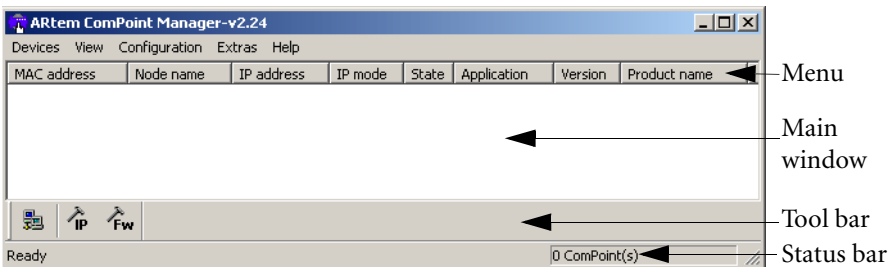 ARtem ComPoint Manager-v2.24
Devices View Configuration Extras Help
MAC address Node name IP address IP mode State Application Version Product name
Menu
Main
window
IP Fw
Tool bar
Ready 0 ComPoint(s)
Status bar